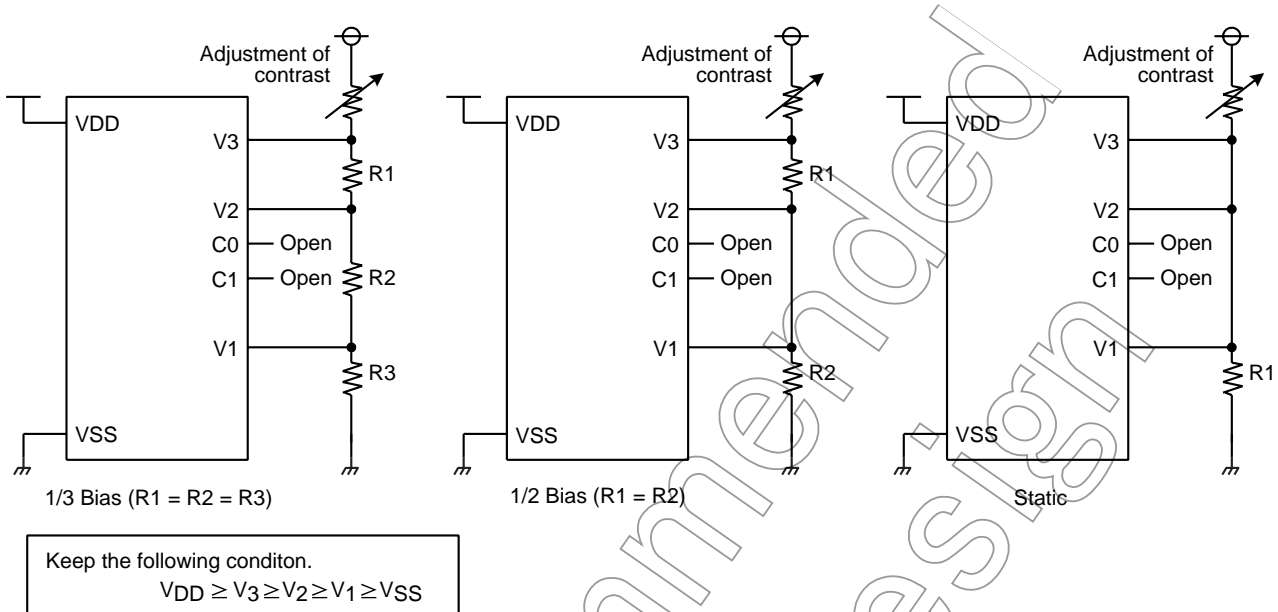 Adjustment of
contrast
VDD
V3
R1
V2
C0
Open
C1
Open
R2
V1
R3
VSS
1/3 Bias (R1 = R2 = R3)
Adjustment of
contrast
VDD
V3
R1
V2
C0
Open
C1
Open
V1
R2
VSS
1/2 Bias (R1 = R2)
Adjustment of
contrast
VDD
V3
V2
C0
Open
C1
Open
V1
R1
VSS
Static
Keep the following conditon.
VDD ≥ V3 ≥ V2 ≥ V1 ≥ VSS
mmended
esign